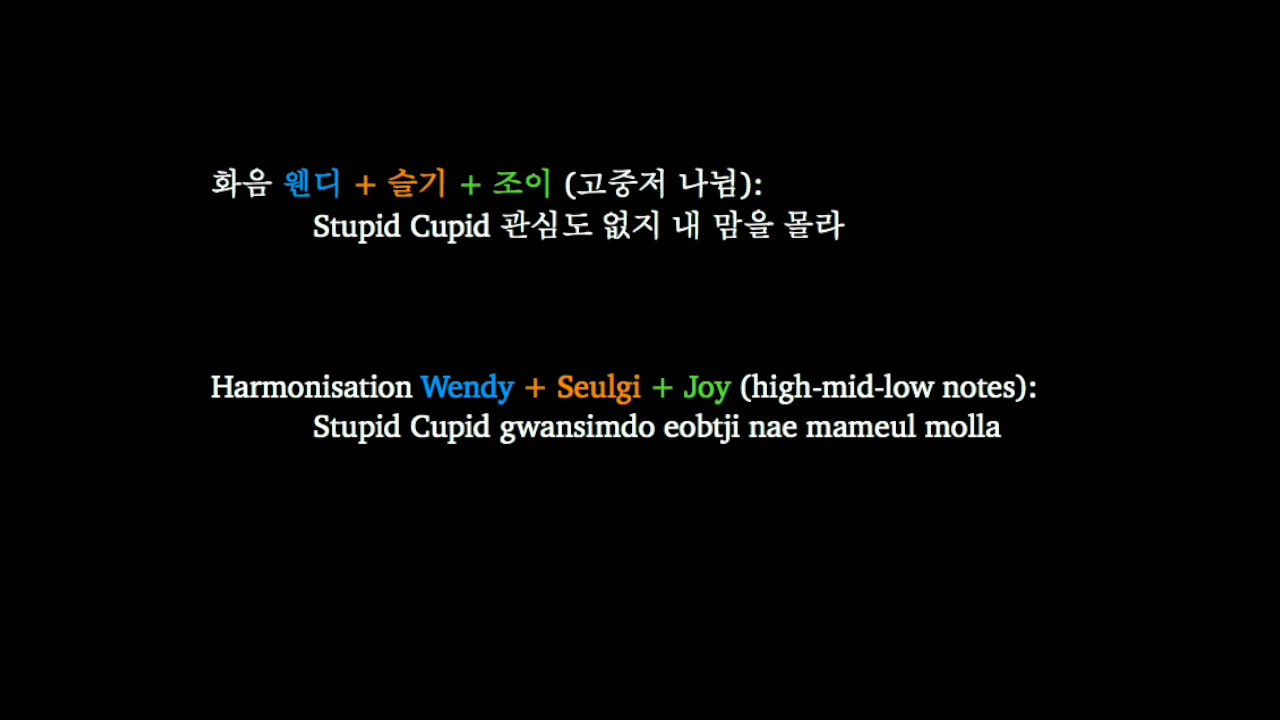 화음 웬디 + 슬기 + 조이 (고중저 나뉨):
Stupid Cupid 관심도 없지 내 맘을 몰라
Harmonisation Wendy + Seulgi + Joy (high-mid-low notes):
Stupid Cupid gwansimdo eobtji nae mameul molla